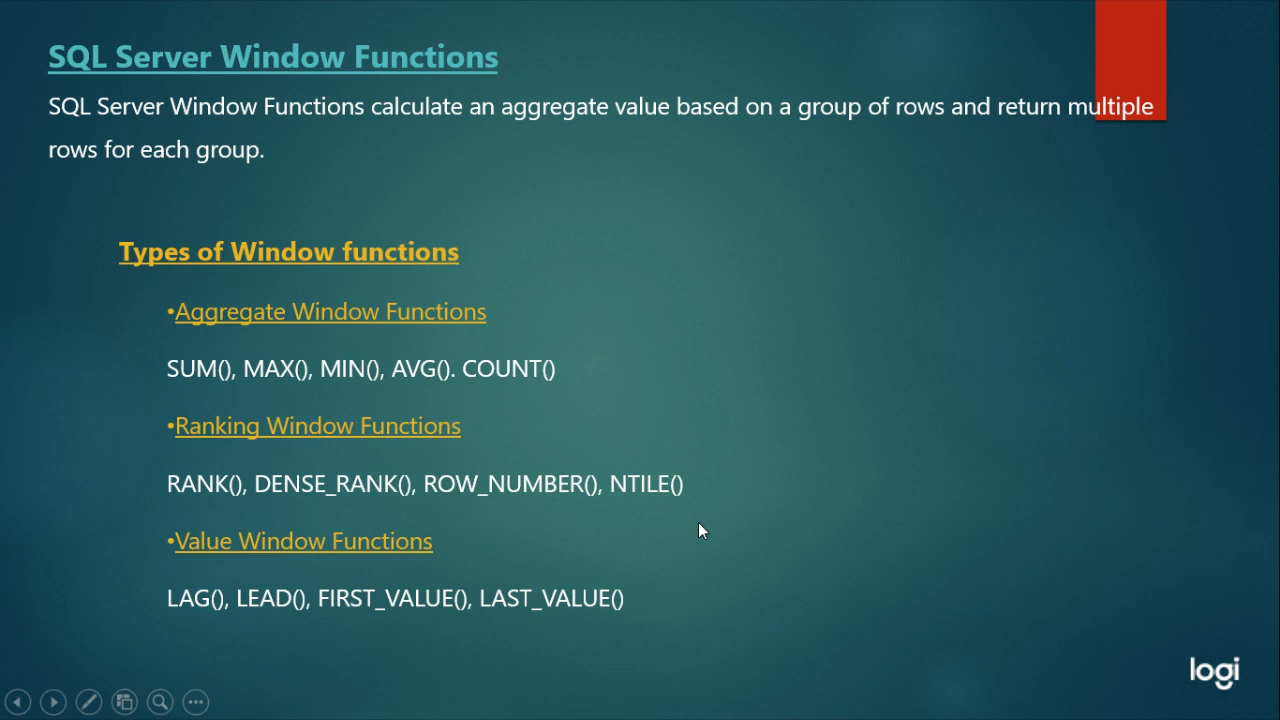 SQL Server Window Functions
SQL Server Window Functions calculate an aggregate value based on a group of rows and return multiple
rows for each group.
Types of Window functions
•Aggregate Window Functions
SUM(), MAX(), MIN(), AVG(). COUNT()
•Ranking Window Functions
RANK(), DENSE_RANK(), ROW_NUMBER(), NTILE()
•Value Window Functions
LAG(), LEAD(), FIRST_VALUE(), LAST_VALUE()
logi